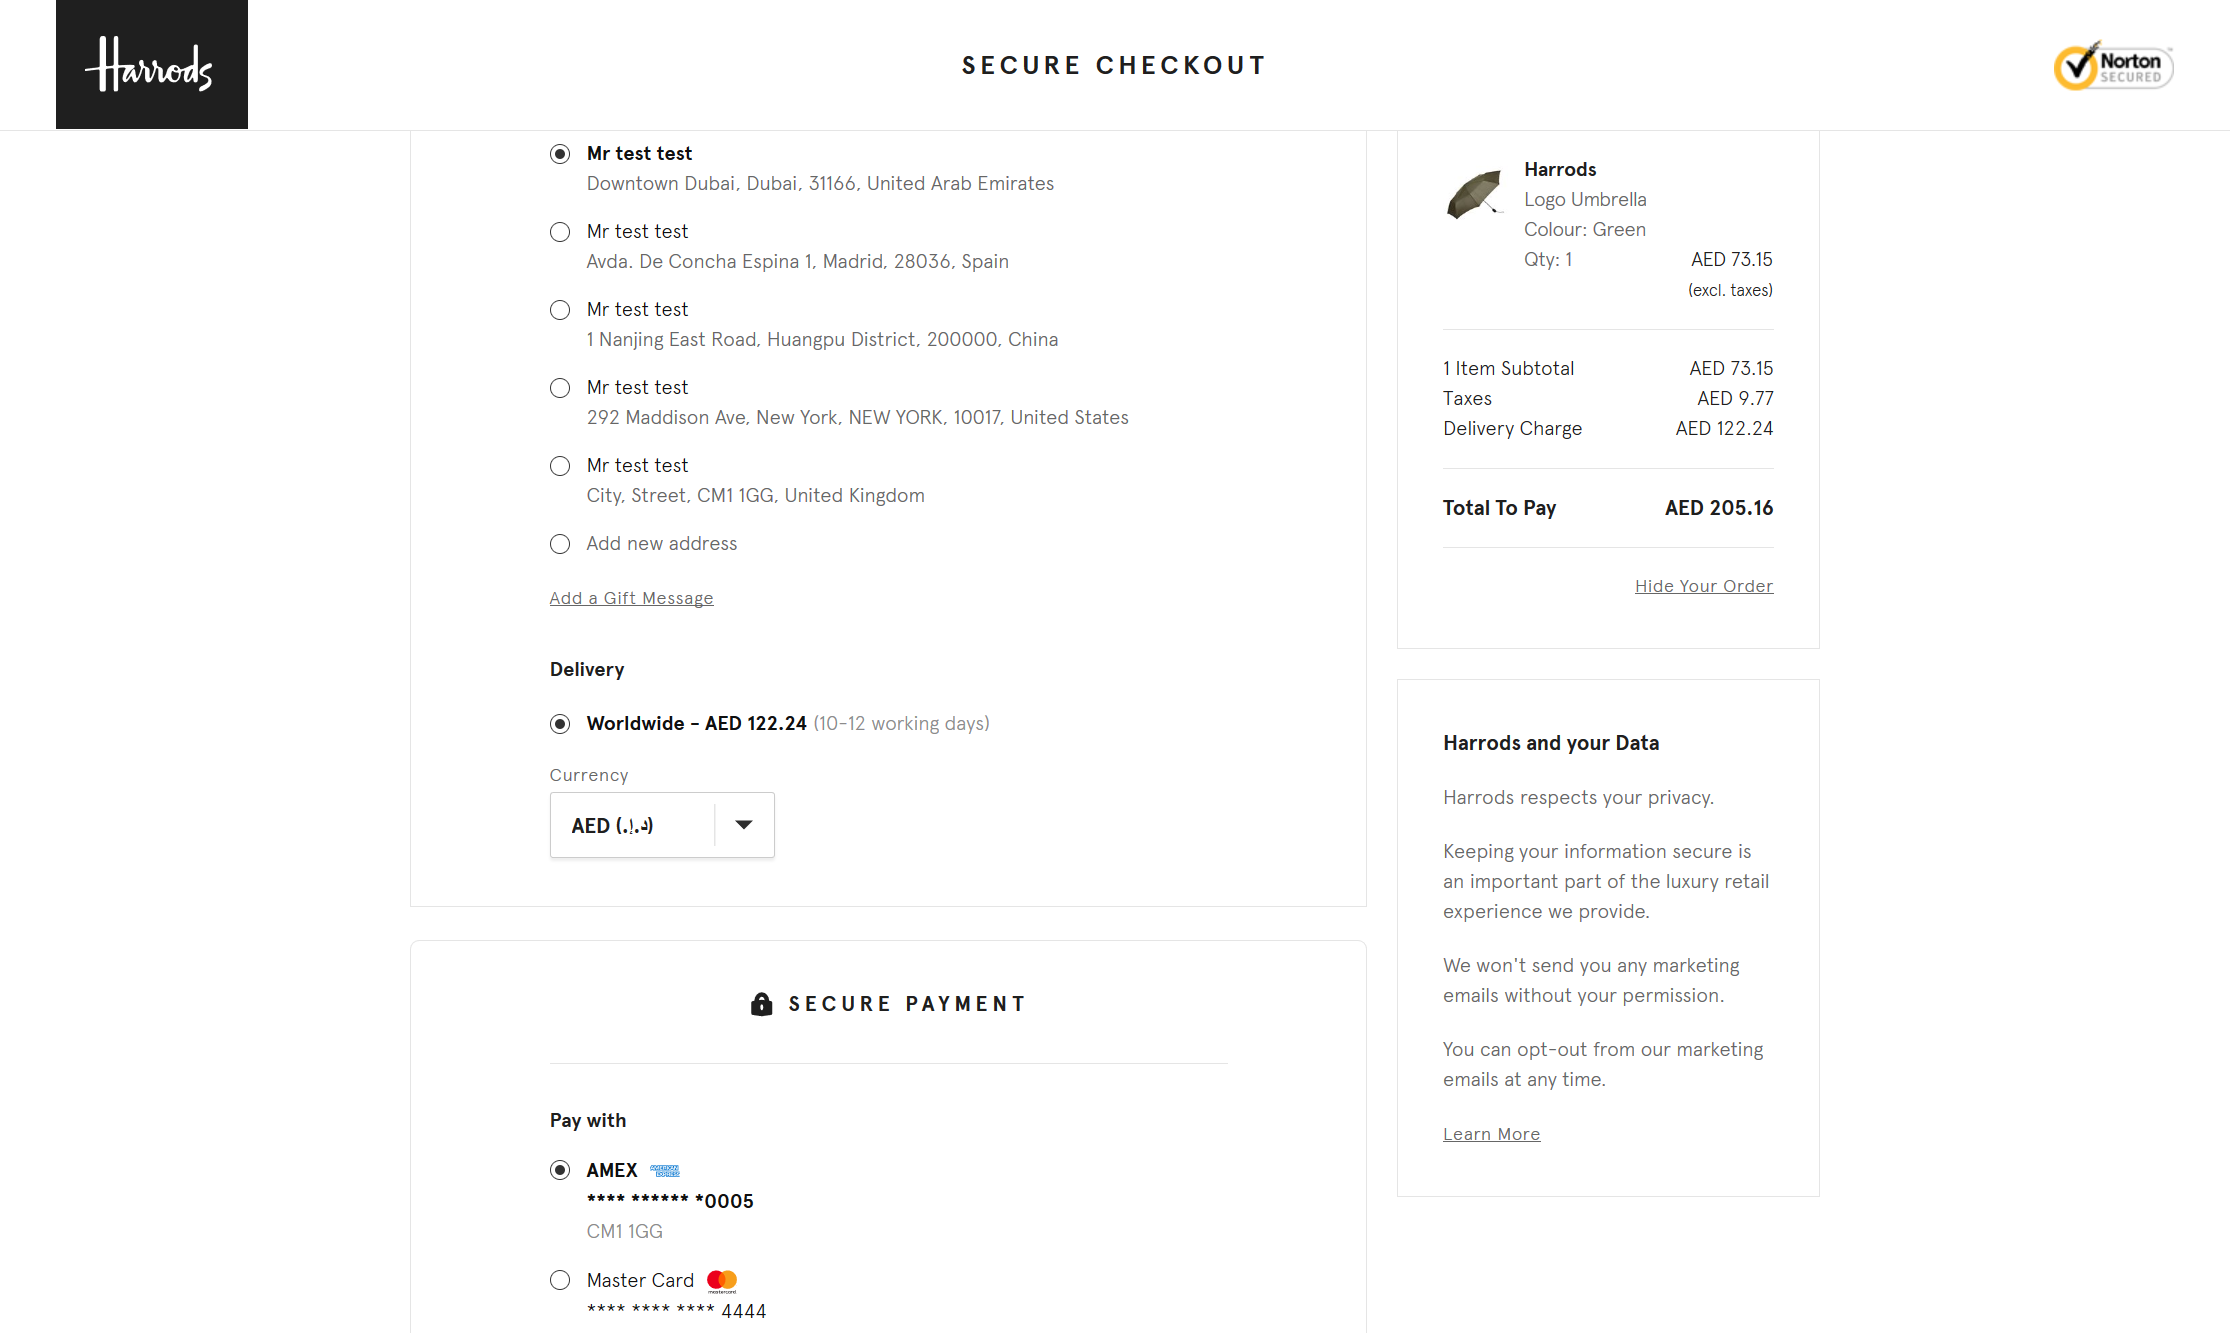 Harrods
SECURE CHECKOUT
Norton
SECURED
Mr test test
Downtown Dubai, Dubai, 31166, United Arab Emirates
Mr test test
Avda. De Concha Espina 1, Madrid, 28036, Spain
Mr test test
1 Nanjing East Road, Huangpu District, 200000, China
Mr test test
292 Maddison Ave, New York, NEW YORK, 10017, United States
Mr test test
City, Street, CM1 1GG, United Kingdom
Add new address
Add a Gift Message
Delivery
Worldwide - AED 122.24 (10-12 working days)
Currency
AED (د.إ.)
SECURE PAYMENT
Pay with
AMEX AMERICAN EXPRESS
**** ****** *0005
CM1 1GG
Master Card mastercard
**** **** **** 4444
Harrods
Logo Umbrella
Colour: Green
Qty: 1 AED 73.15
(excl. taxes)
1 Item Subtotal AED 73.15
Taxes AED 9.77
Delivery Charge AED 122.24
Total To Pay AED 205.16
Hide Your Order
Harrods and your Data
Harrods respects your privacy.
Keeping your information secure is
an important part of the luxury retail
experience we provide.
We won't send you any marketing
emails without your permission.
You can opt-out from our marketing
emails at any time.
Learn More